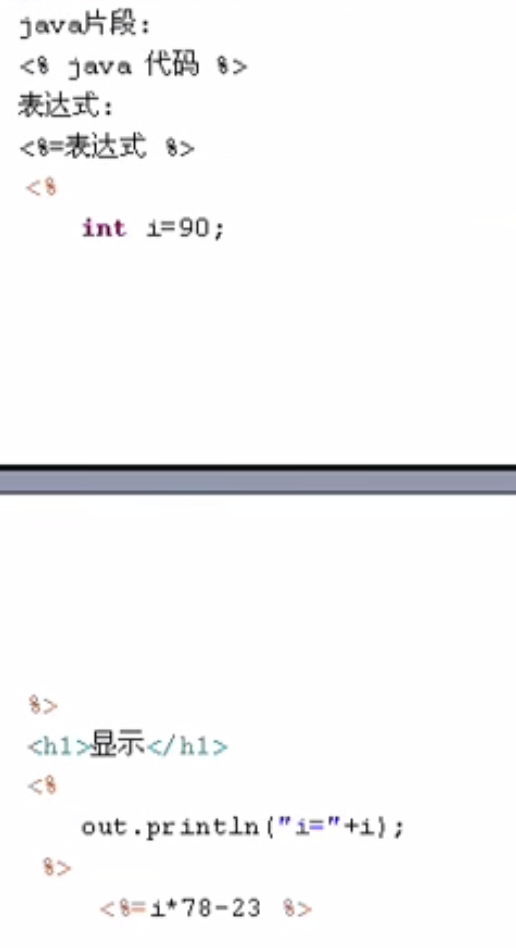 java片段:
<% java 代码 %>
表达式:
<%=表达式 %>
<%
int i=90;
%>
<h1>显示</h1>
<%
out.println("i="+i);
%>
<%=i*78-23 %>